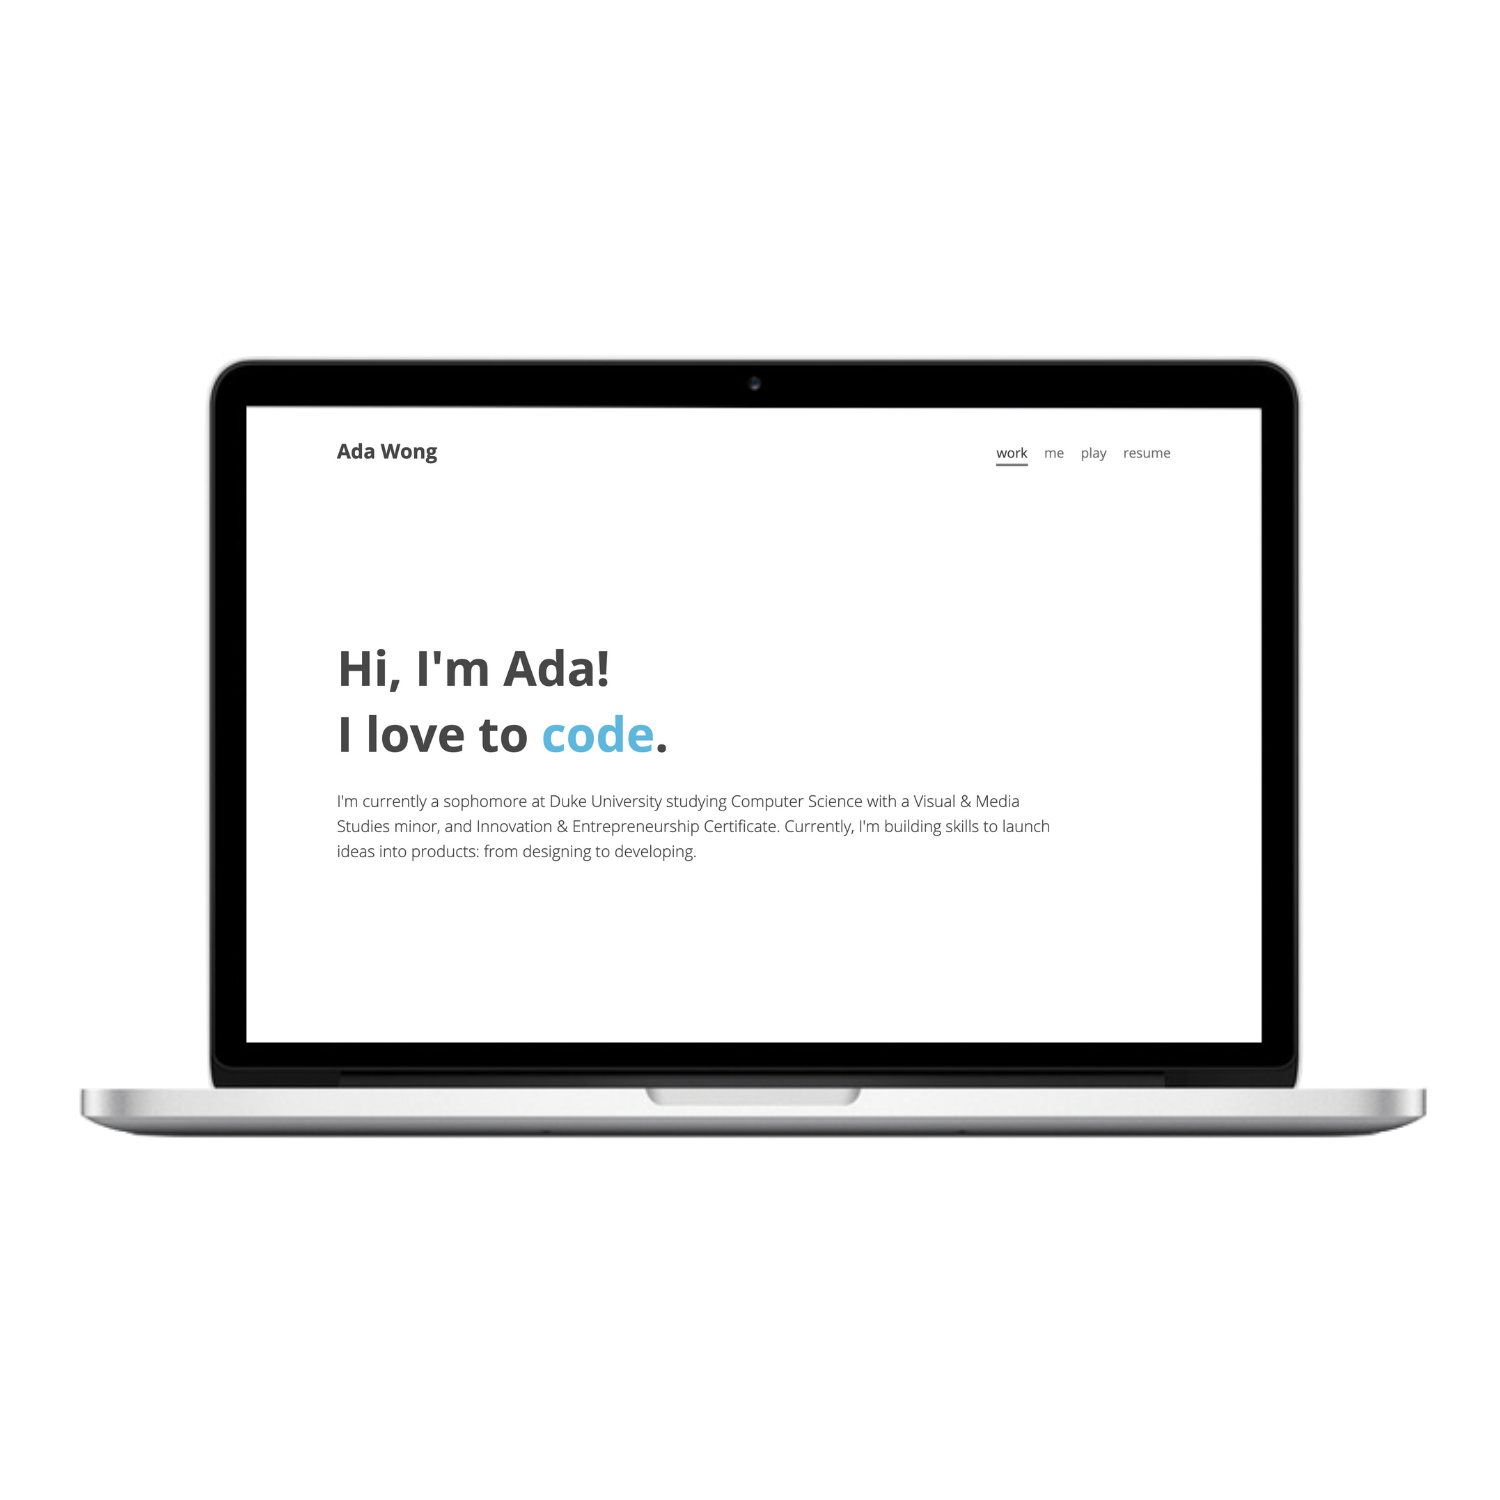 Ada Wong
work me play resume
Hi, I'm Ada!
I love to code.
I'm currently a sophomore at Duke University studying Computer Science with a Visual & Media
Studies minor, and Innovation & Entrepreneurship Certificate. Currently, I'm building skills to launch
ideas into products: from designing to developing.